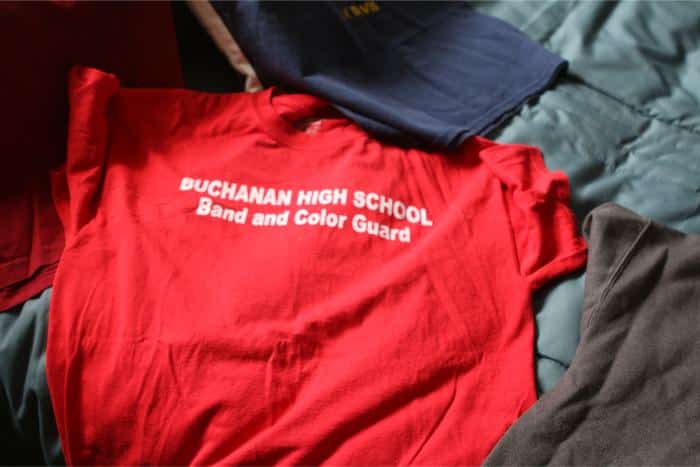 BUCHANAN HIGH SCHOOL
Band and Color Guard